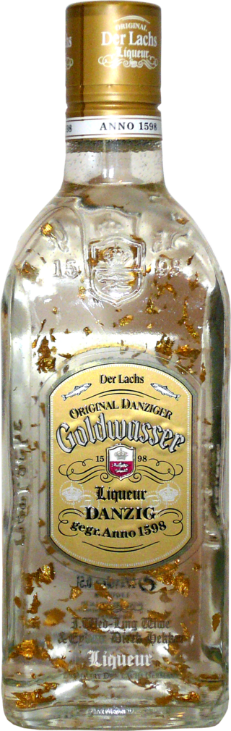 ORIGINAL
Der Lachs
Liqueur
DANZIG
ANNO 1598
15 98
Der Lachs
ORIGINAL DANZIGER
Goldwasser
15 98
Liqueur
DANZIG
gegr. Anno 1598
Liqueur